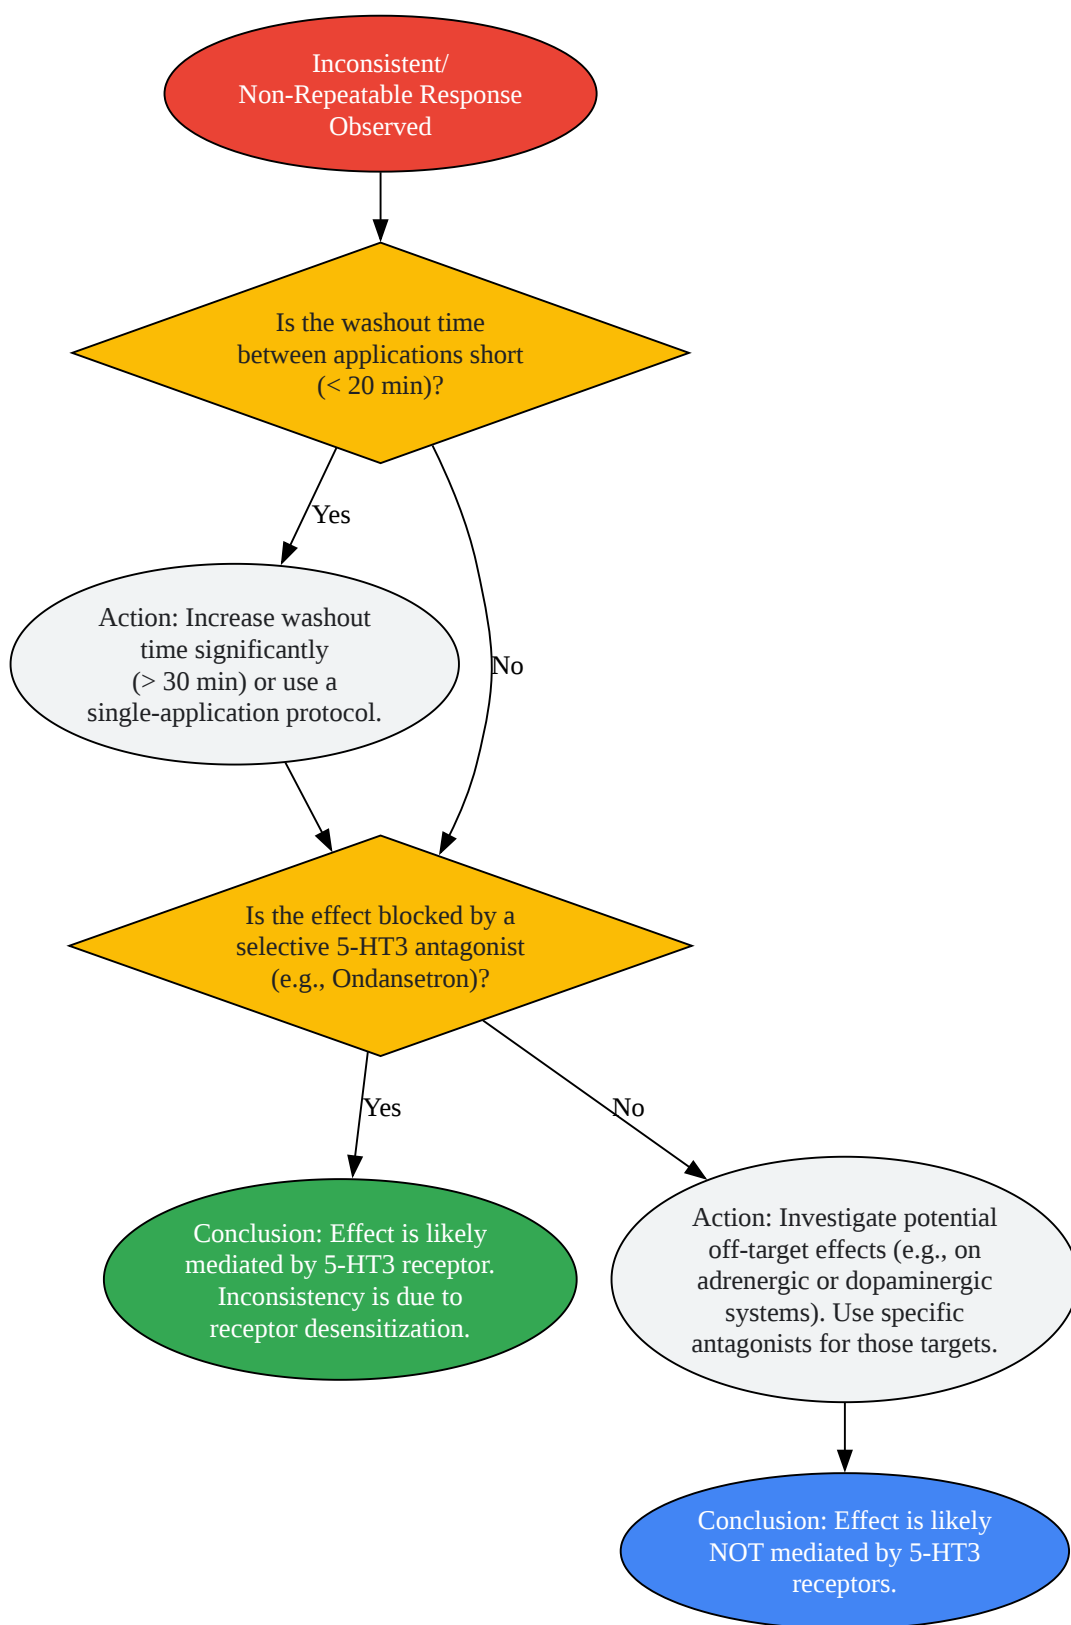 Inconsistent/
Non-Repeatable Response
Observed
Is the washout time
between applications short
(< 20 min)?
Yes
Action: Increase washout
time significantly
(> 30 min) or use a
single-application protocol.
No
Is the effect blocked by a
selective 5-HT3 antagonist
(e.g., Ondansetron)?
Yes
No
Conclusion: Effect is likely
mediated by 5-HT3 receptor.
Inconsistency is due to
receptor desensitization.
Action: Investigate potential
off-target effects (e.g., on
adrenergic or dopaminergic
systems). Use specific
antagonists for those targets.
Conclusion: Effect is likely
NOT mediated by 5-HT3
receptors.